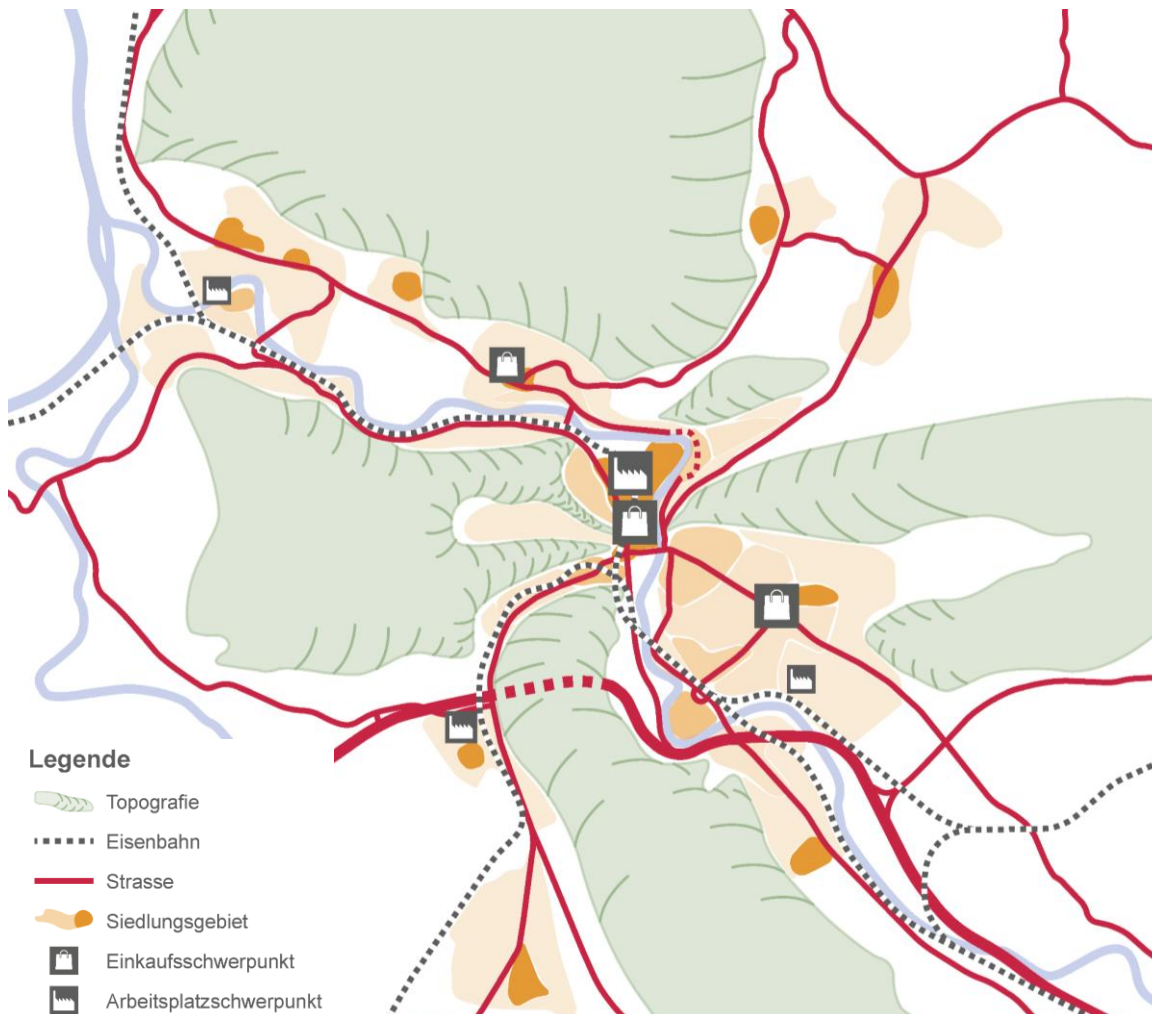 Legende
Topografie
Eisenbahn
Strasse
Siedlungsgebiet
Einkaufsschwerpunkt
Arbeitsplatzschwerpunkt